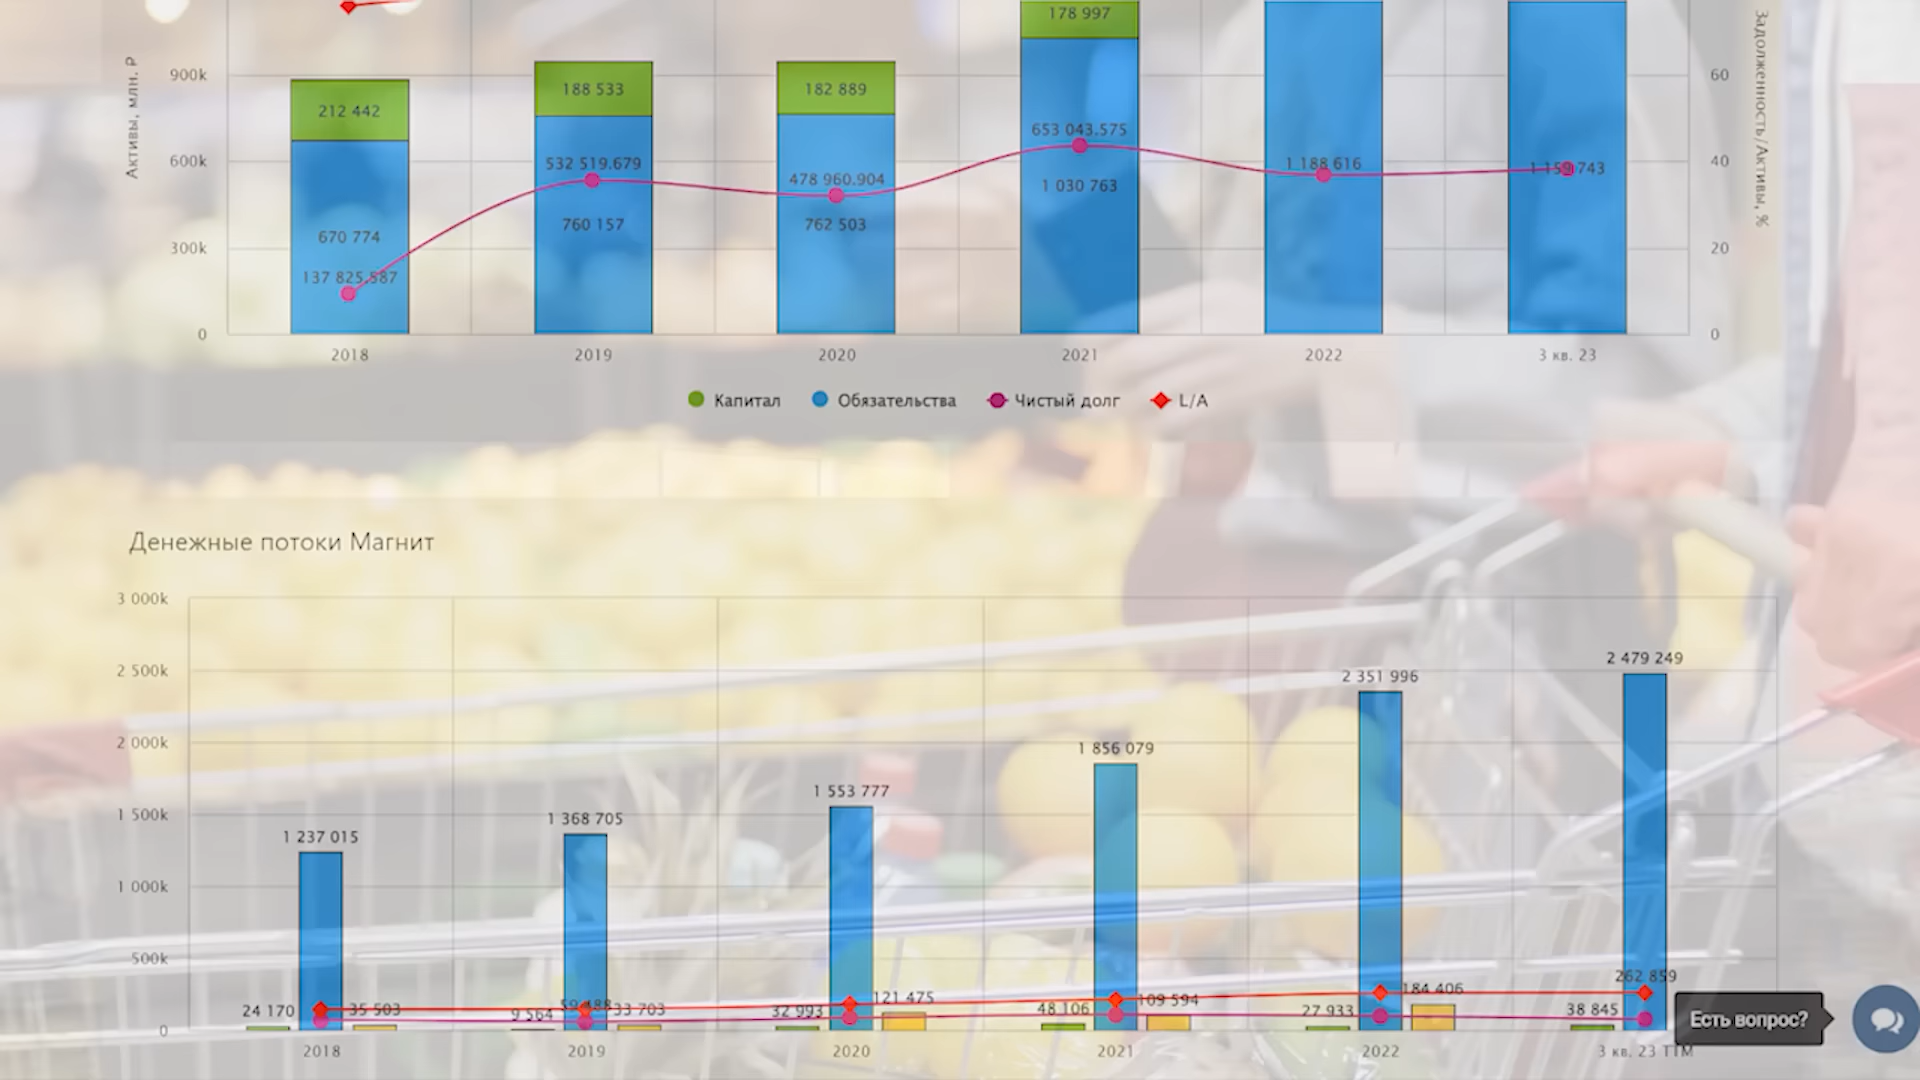 178 997
Активы, млн. ₽
Задолженность/Активы, %
900k
60
212 442
188 533
182 889
600k
532 519.679
478 960.904
653 043.575
1 188 616
1 159 743
40
1 030 763
670 774
760 157
762 503
300k
137 825.587
20
0
0
2018
2019
2020
2021
2022
3 кв. 23
Капитал
Обязательства
Чистый долг
L/A
Денежные потоки Магнит
3 000k
2 500k
2 000k
1 500k
1 000k
500k
0
1 237 015
1 368 705
1 553 777
1 856 079
2 351 996
2 479 249
24 170
35 503
9 564
59 488
33 703
32 993
121 475
48 106
109 594
27 933
184 406
38 845
262 859
Есть вопрос?
2018
2019
2020
2021
2022
3 кв. 23 TTM